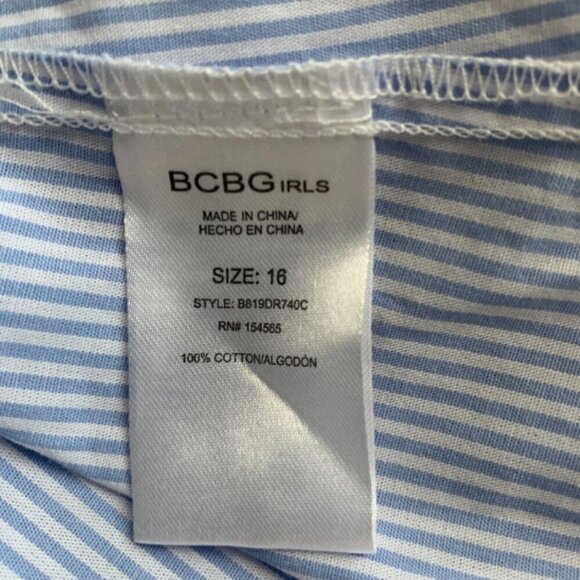 BCBGIRLS
MADE IN CHINA/
HECHO EN CHINA
SIZE: 16
STYLE: B819DR740C
RN# 154565
100% COTTON/ALGODÓN